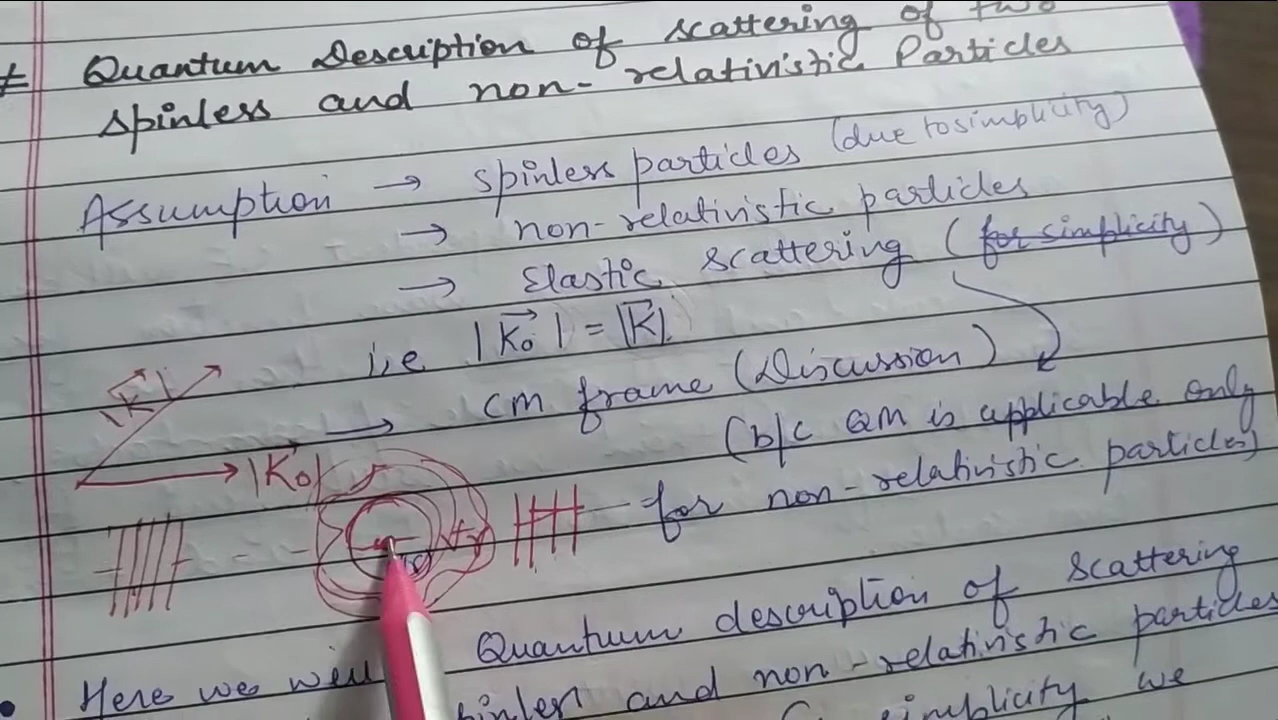 ≠ Quantum Description of scattering of two
spinless and non-relativistic Particles
Assumption → spinless particles (due to simplicity)
→ non-relativistic particles
→ Elastic scattering (for simplicity)
i.e |K₀| = |K|
→ CM frame (Discussion)
(b/c QM is applicable only
|K|
|K₀|
for non-relativistic particles)
Quantum description of scattering
Here we will
spinless and non-relativistic particles
simplicity we